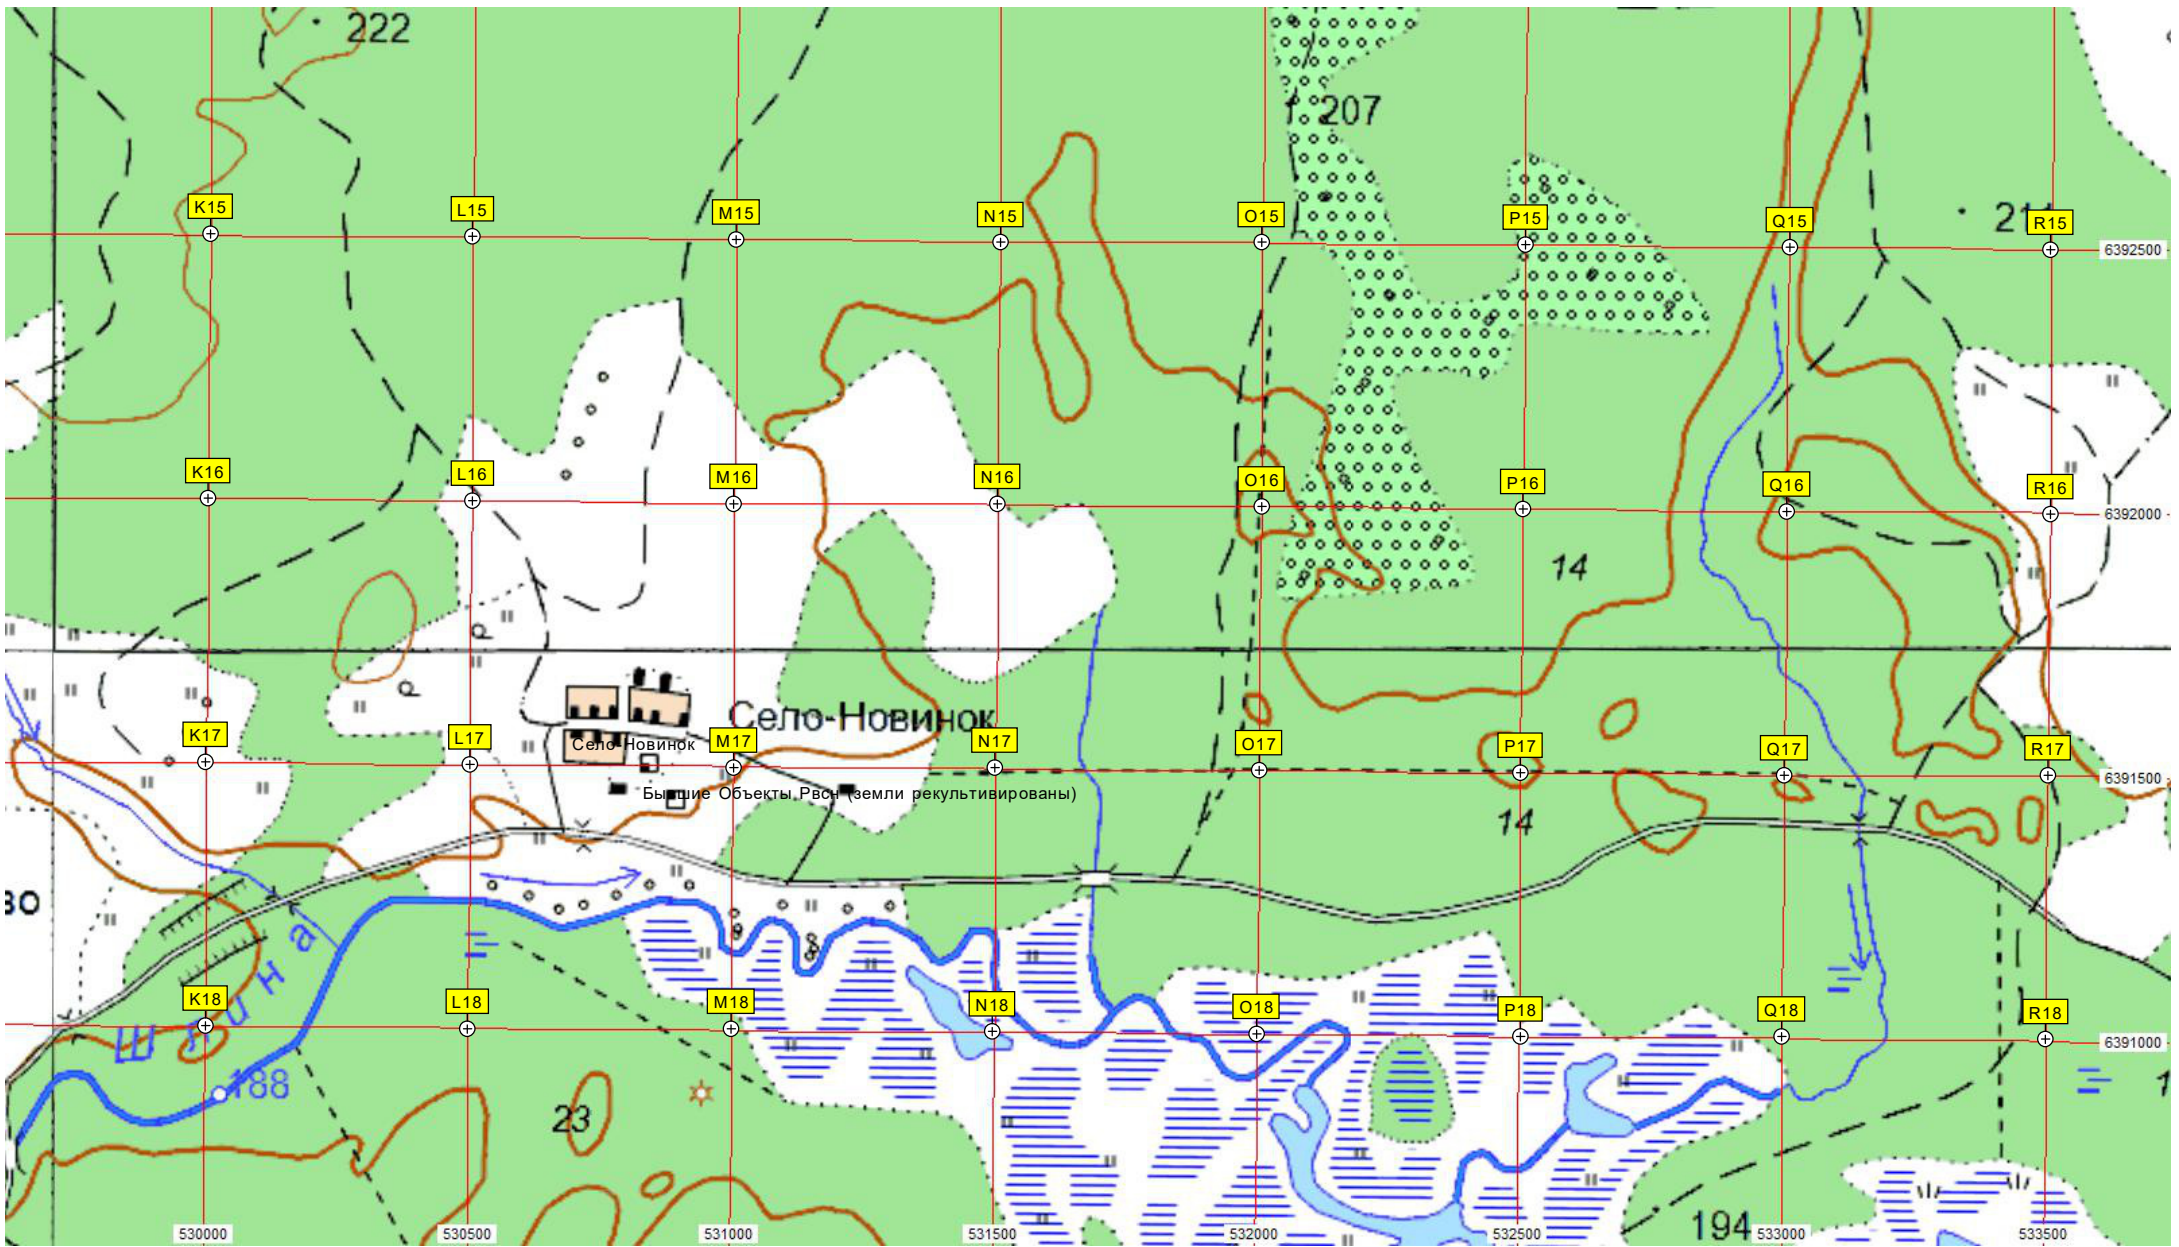 222
207
K15 L15 M15 N15 O15 P15 Q15 R15
6392500
K16 L16 M16 N16 O16 P16 Q16 R16
6392000
14
Село-Новинок
Село-Новинок
K17 L17 M17 N17 O17 P17 Q17 R17
6391500
Бывшие Объекты Рвсн (земли рекультивированы)
14
K18 L18 M18 N18 O18 P18 Q18 R18
6391000
188
23
194
530000 530500 531000 531500 532000 532500 533000 533500